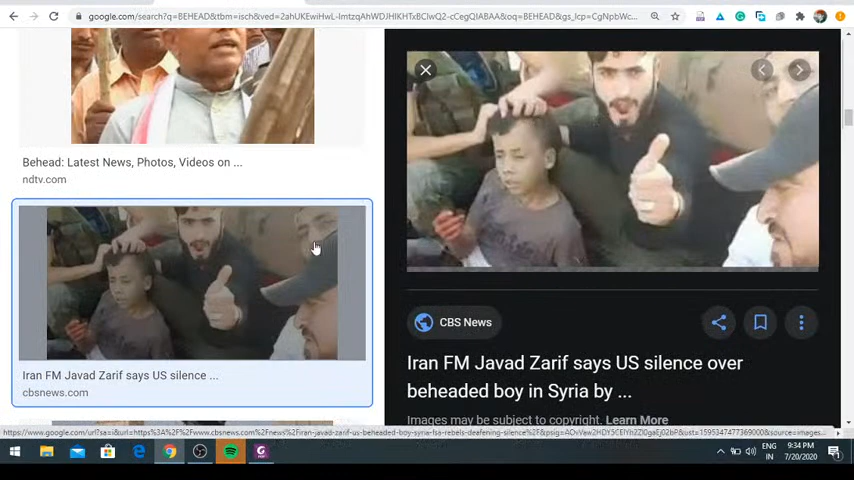 google.com/search?q=BEHEAD&tbm=isch&ved=2ahUKEwiHwL-ImtzqAhWDJHIKHTxBClwQ2-cCegQIABAA&oq=BEHEAD&gs_lcp=CgNpbWc...
Behead: Latest News, Photos, Videos on ...
ndtv.com
Iran FM Javad Zarif says US silence ...
cbsnews.com
CBS News
Iran FM Javad Zarif says US silence over
beheaded boy in Syria by ...
Images may be subject to copyright. Learn More
ENG
IN
9:34 PM
7/20/2020